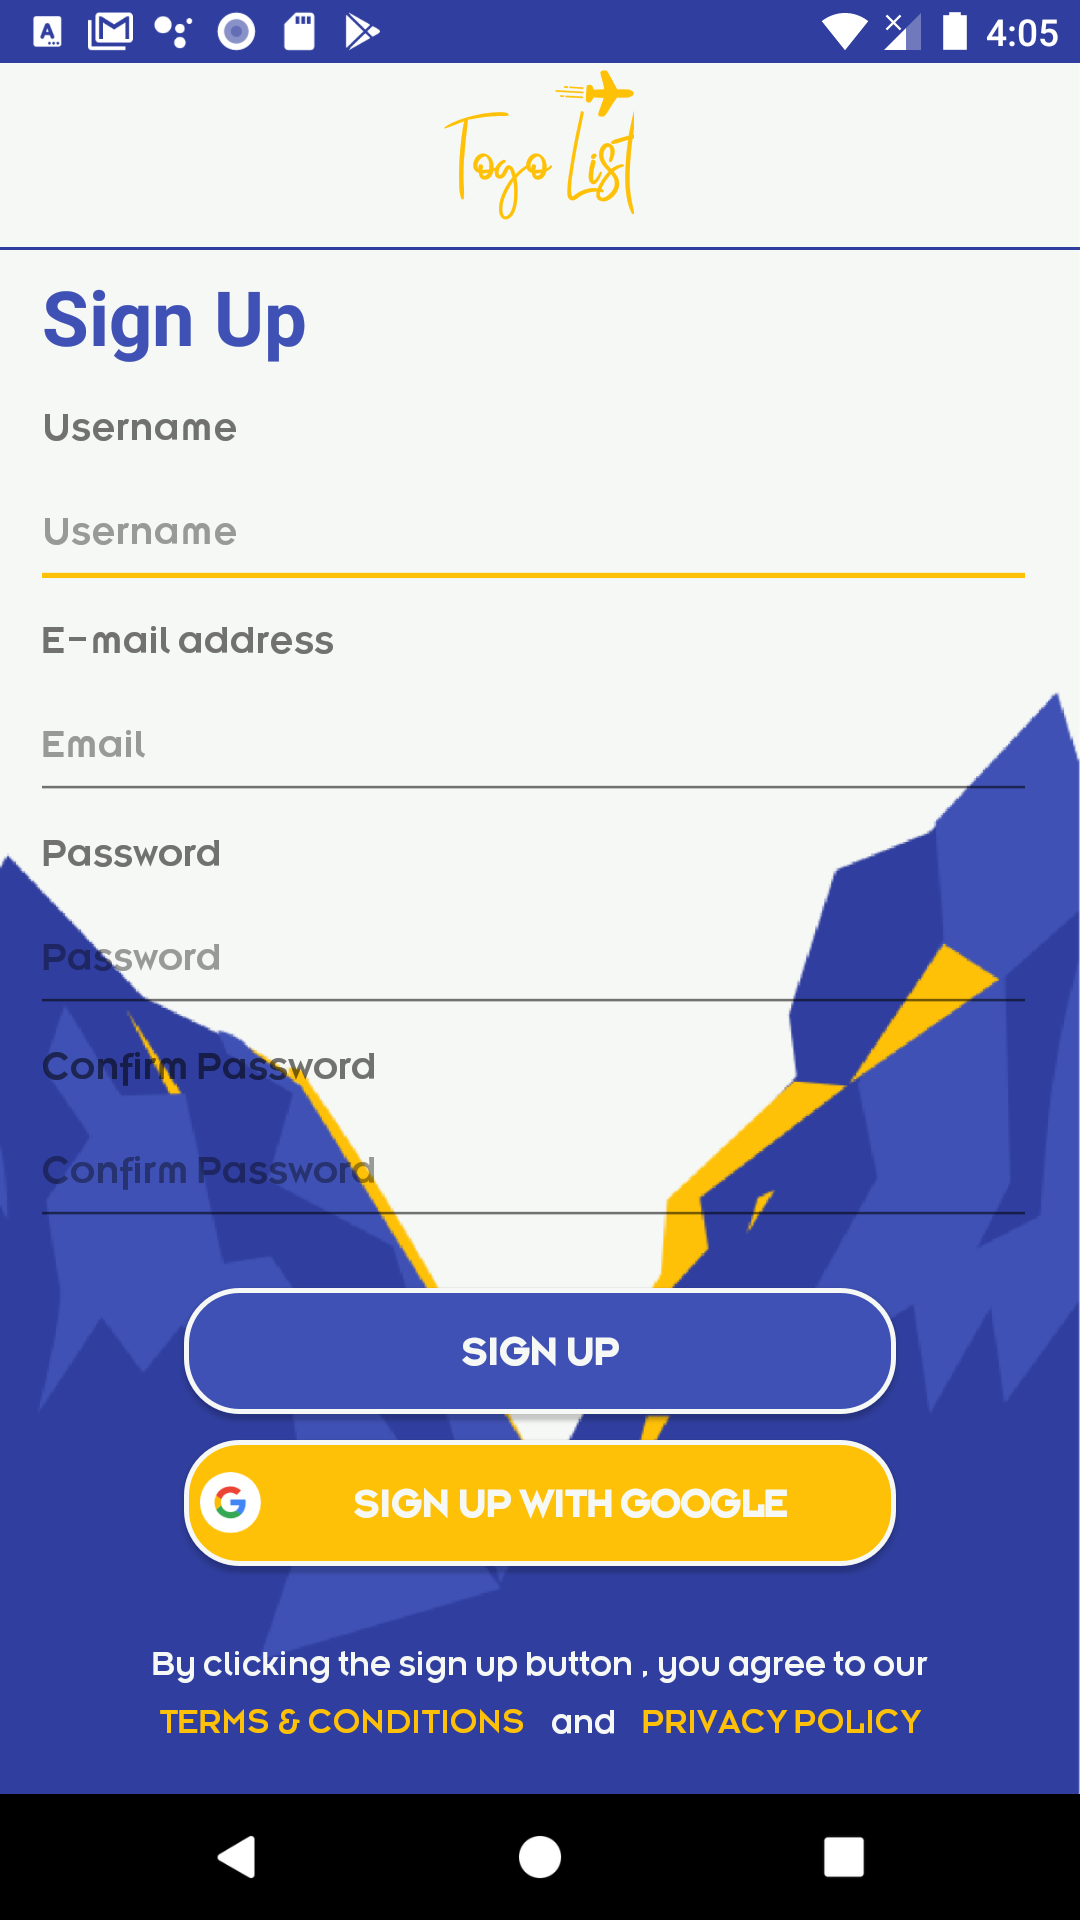 4:05
Togo List
Sign Up
Username
Username
E-mail address
Email
Password
Password
Confirm Password
Confirm Password
SIGN UP
SIGN UP WITH GOOGLE
By clicking the sign up button , you agree to our
TERMS & CONDITIONS and PRIVACY POLICY